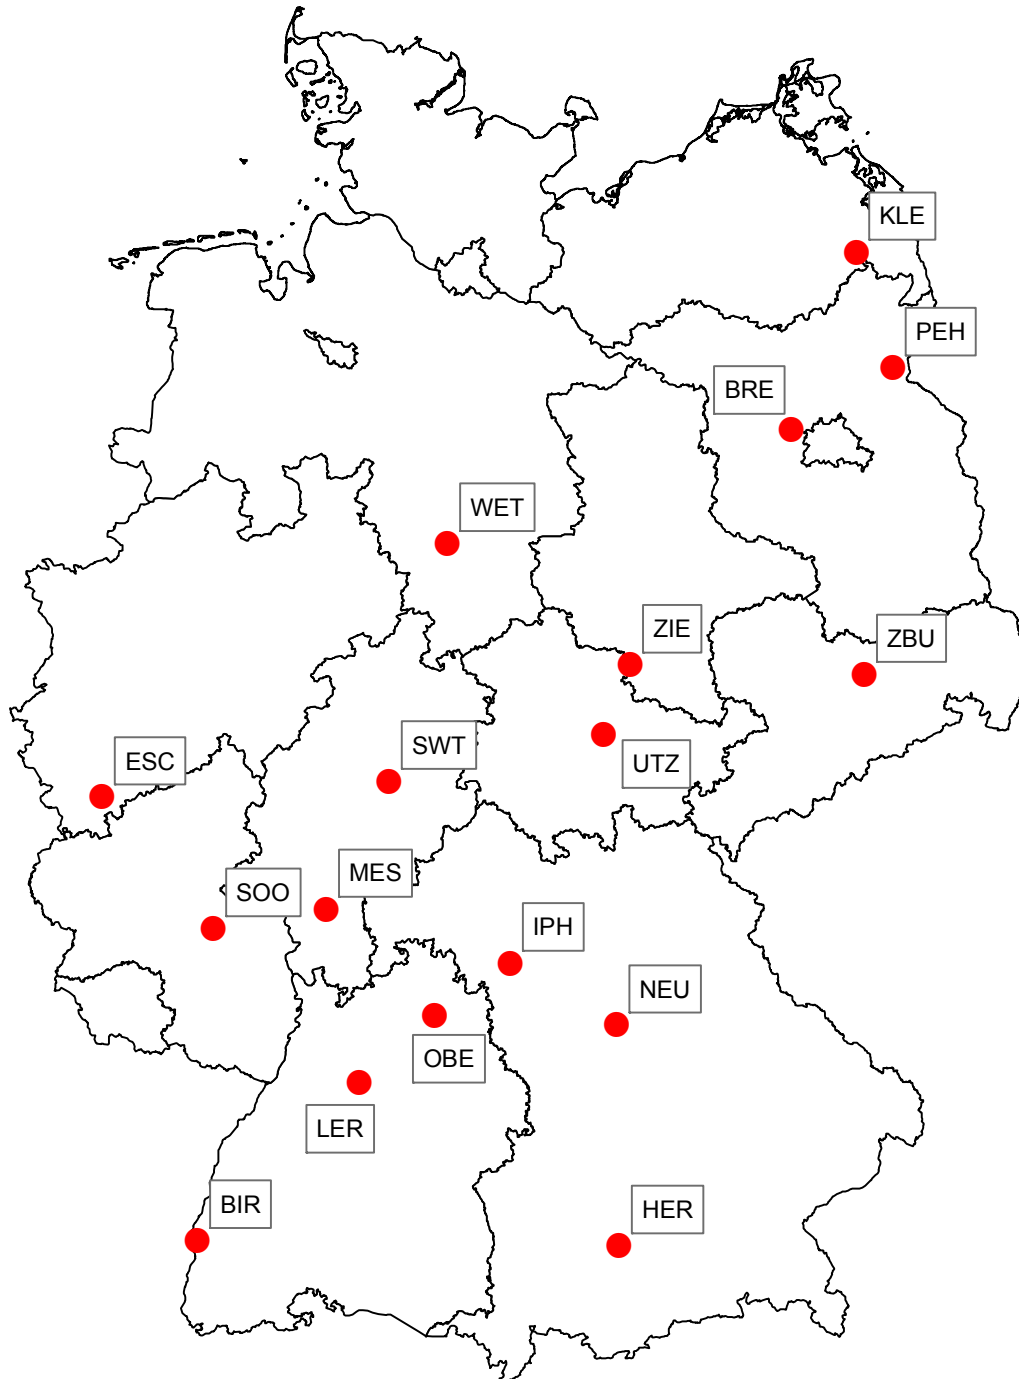 KLE
PEH
BRE
WET
ZIE
ZBU
SWT
UTZ
ESC
MES
SOO
IPH
NEU
OBE
LER
BIR
HER